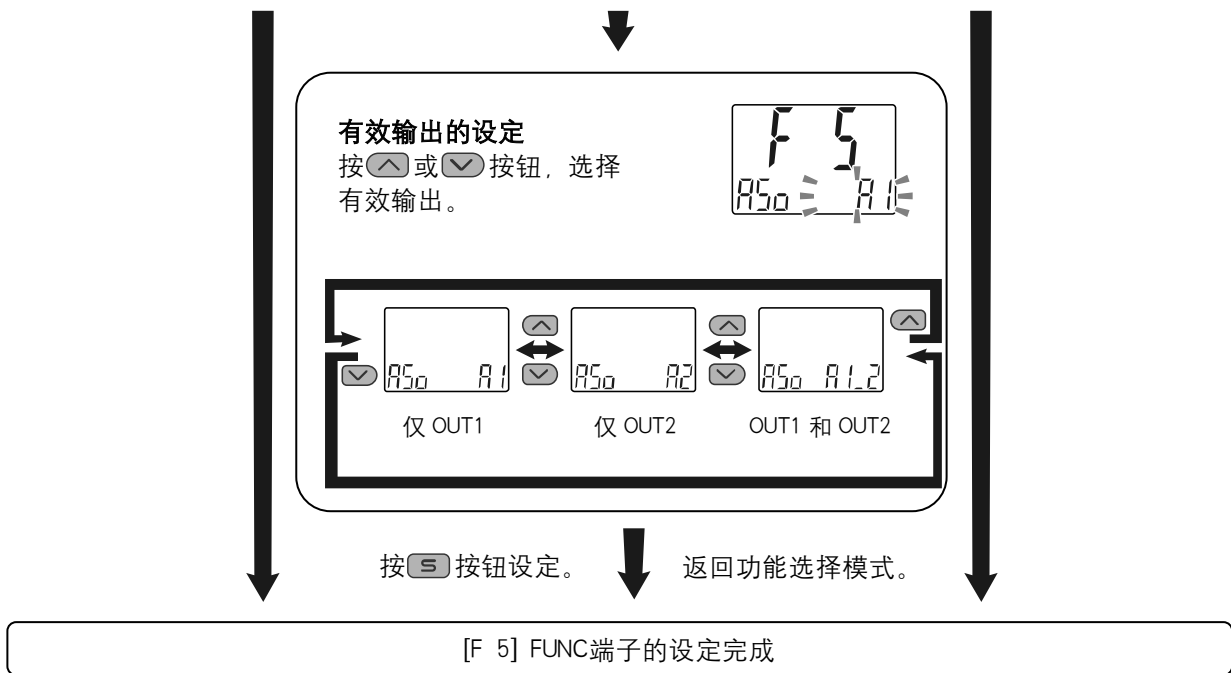 有效输出的设定
按或按钮，选择
有效输出。
F 5
ASo A1
ASo A1
ASo A2
ASo A1_2
仅 OUT1
仅 OUT2
OUT1 和 OUT2
按 S 按钮设定。
返回功能选择模式。
[F 5] FUNC端子的设定完成